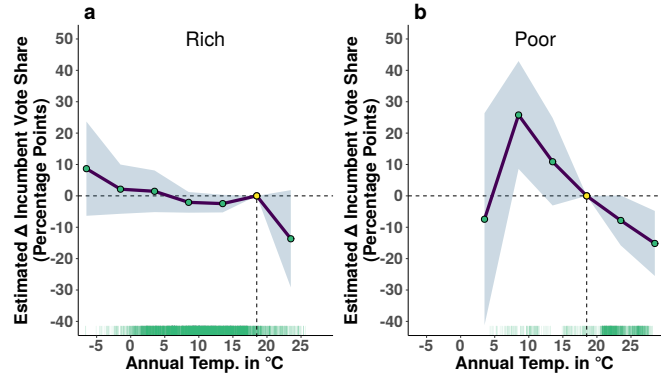 a
Rich
Estimated Δ Incumbent Vote Share
(Percentage Points)
50
40
30
20
10
0
-10
-20
-30
-40
-5 0 5 10 15 20 25
Annual Temp. in °C
b
Poor
Estimated Δ Incumbent Vote Share
(Percentage Points)
50
40
30
20
10
0
-10
-20
-30
-40
-5 0 5 10 15 20 25
Annual Temp. in °C